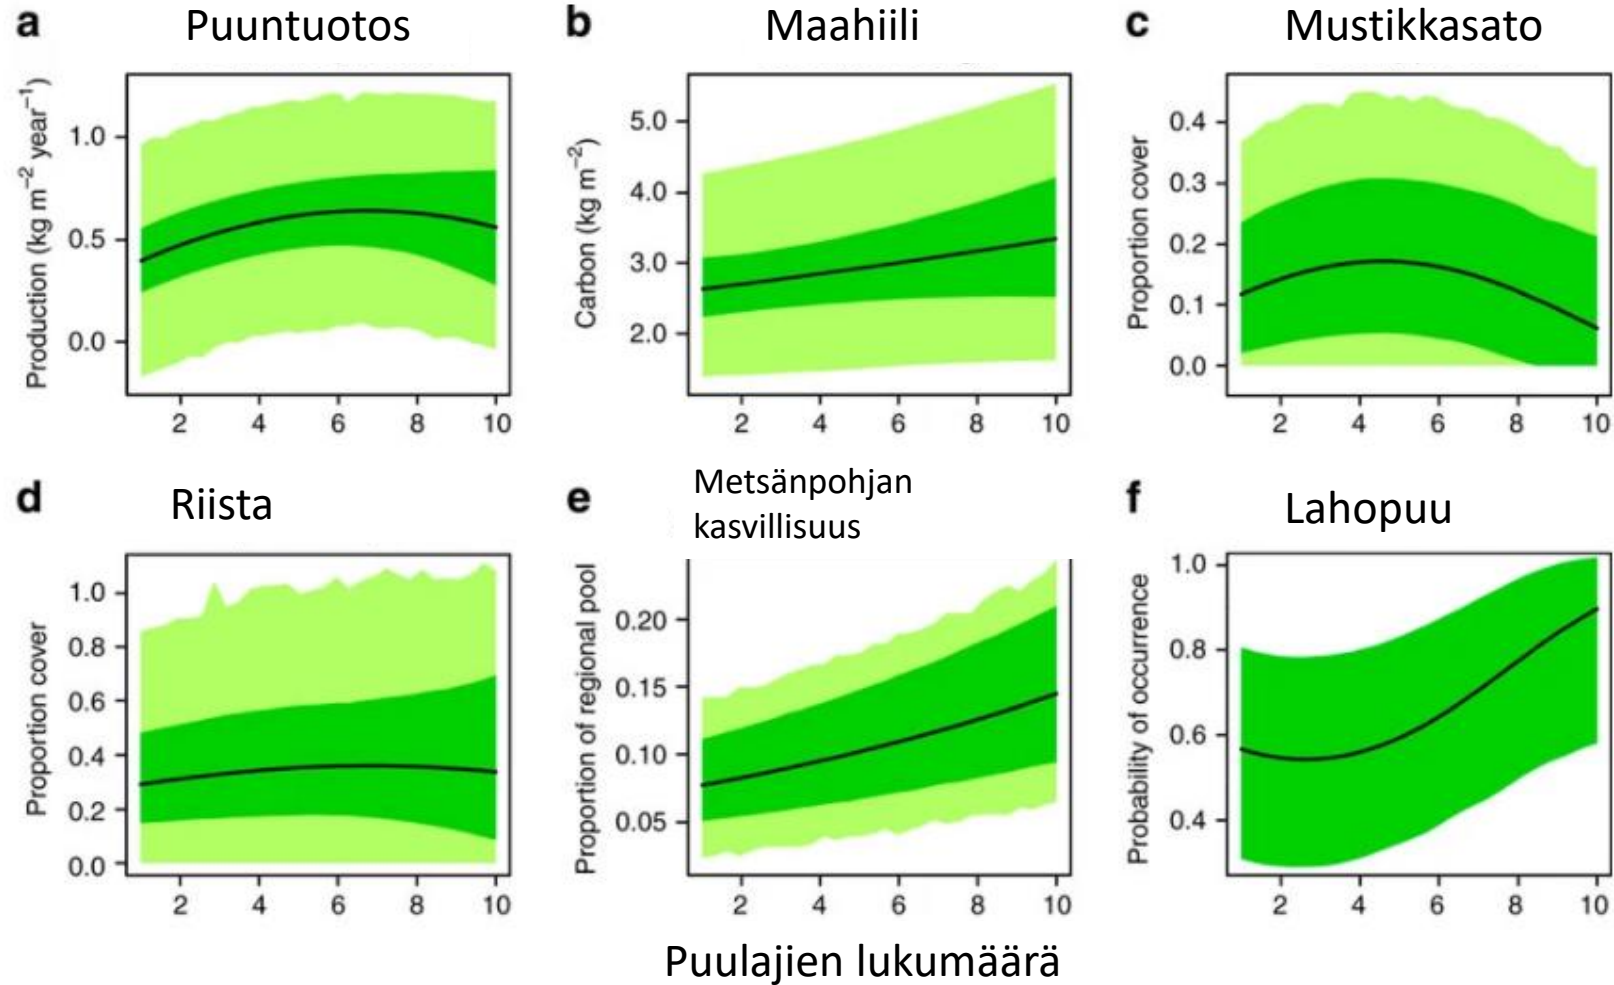 a Puuntuotos
Production (kg m⁻² year⁻¹)
1.0
0.5
0.0
2 4 6 8 10
b Maahiili
Carbon (kg m⁻²)
5.0
4.0
3.0
2.0
2 4 6 8 10
c Mustikkasato
Proportion cover
0.4
0.3
0.2
0.1
0.0
2 4 6 8 10
d Riista
Proportion cover
1.0
0.8
0.6
0.4
0.2
0.0
2 4 6 8 10
e Metsänpohjan
kasvillisuus
Proportion of regional pool
0.20
0.15
0.10
0.05
2 4 6 8 10
f Lahopuu
Probability of occurrence
1.0
0.8
0.6
0.4
2 4 6 8 10
Puulajien lukumäärä